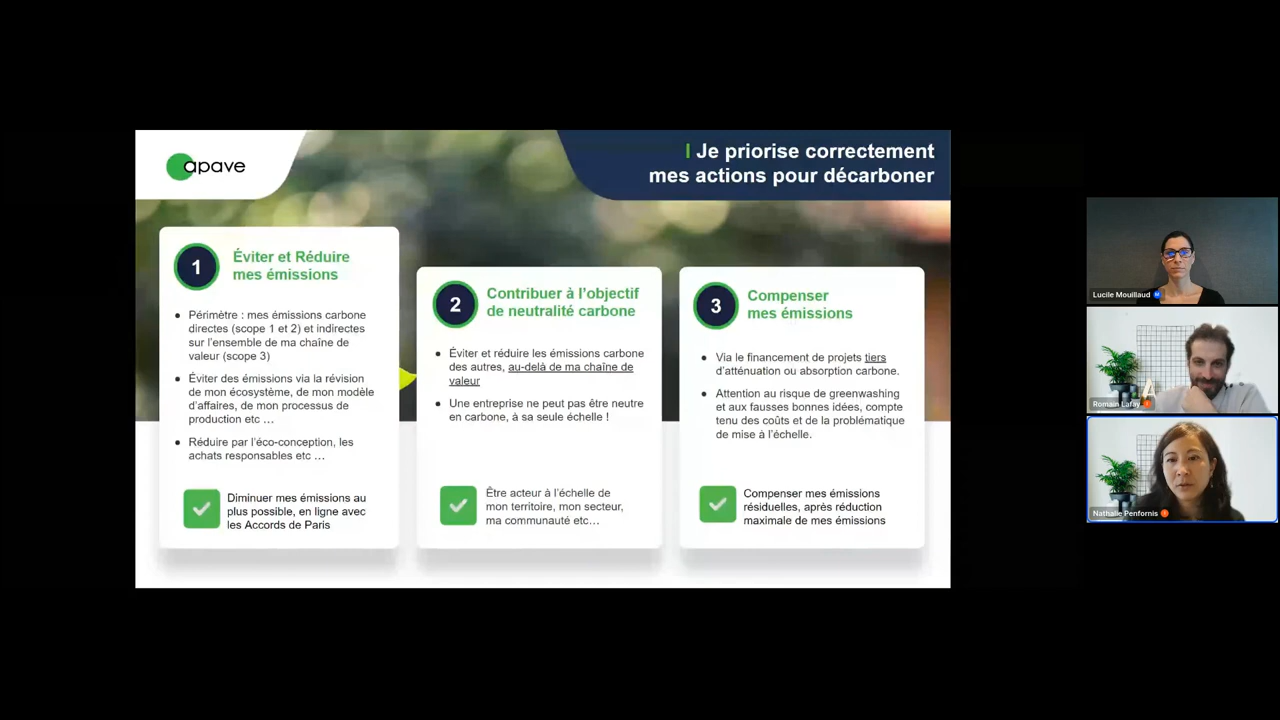 apave
| Je priorise correctement
mes actions pour décarboner
1
Éviter et Réduire
mes émissions
• Périmètre : mes émissions carbone
directes (scope 1 et 2) et indirectes
sur l'ensemble de ma chaîne de
valeur (scope 3)
• Éviter des émissions via la révision
de mon écosystème, de mon modèle
d'affaires, de mon processus de
production etc ...
• Réduire par l'éco-conception, les
achats responsables etc ...
Diminuer mes émissions au
plus possible, en ligne avec
les Accords de Paris
2
Contribuer à l'objectif
de neutralité carbone
• Éviter et réduire les émissions carbone
des autres, au-delà de ma chaîne de
valeur
• Une entreprise ne peut pas être neutre
en carbone, à sa seule échelle !
Être acteur à l'échelle de
mon territoire, mon secteur,
ma communauté etc...
3
Compenser
mes émissions
• Via le financement de projets tiers
d'atténuation ou absorption carbone.
• Attention au risque de greenwashing
et aux fausses bonnes idées, compte
tenu des coûts et de la problématique
de mise à l'échelle.
Compenser mes émissions
résiduelles, après réduction
maximale de mes émissions
Lucile Mouillaud
Romain Lafay
Nathalie Penfornis